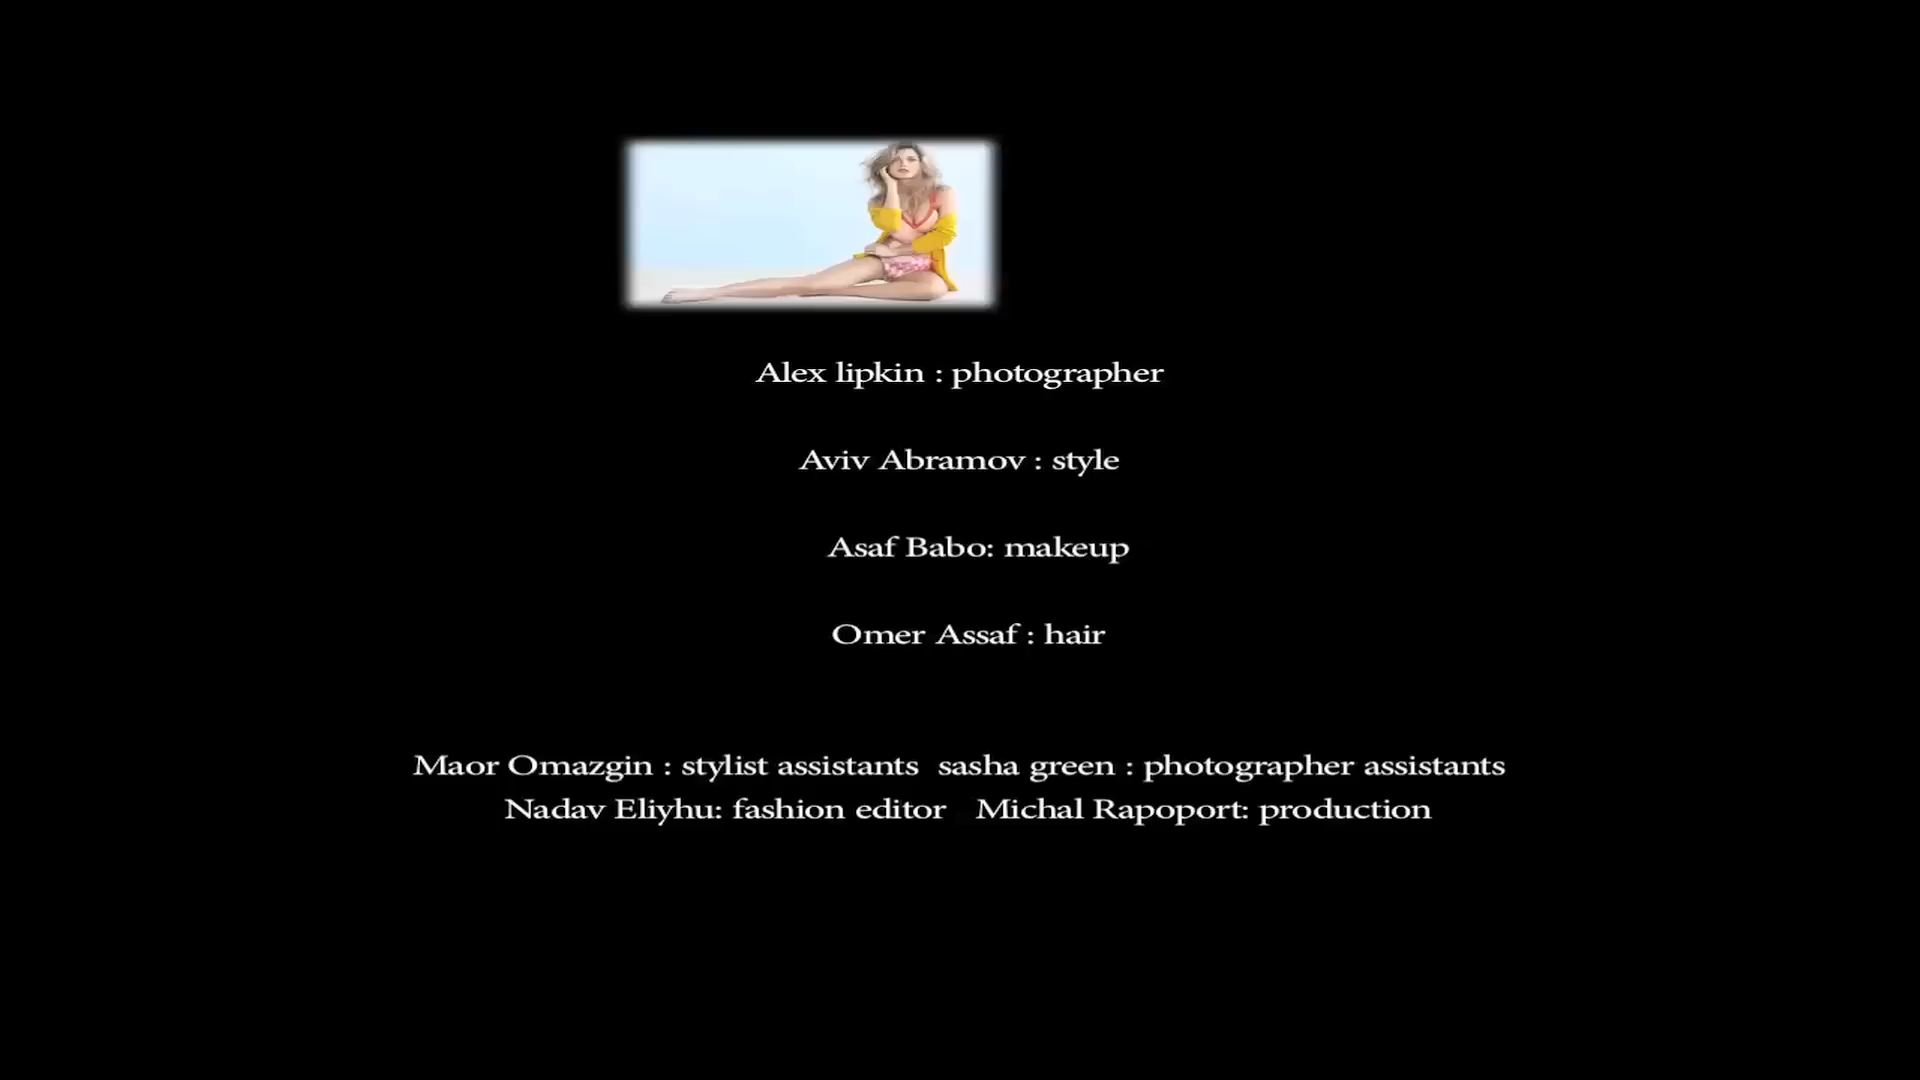 Alex lipkin : photographer
Aviv Abramov : style
Asaf Babo: makeup
Omer Assaf : hair
Maor Omazgin : stylist assistants  sasha green : photographer assistants
Nadav Eliyhu: fashion editor   Michal Rapoport: production